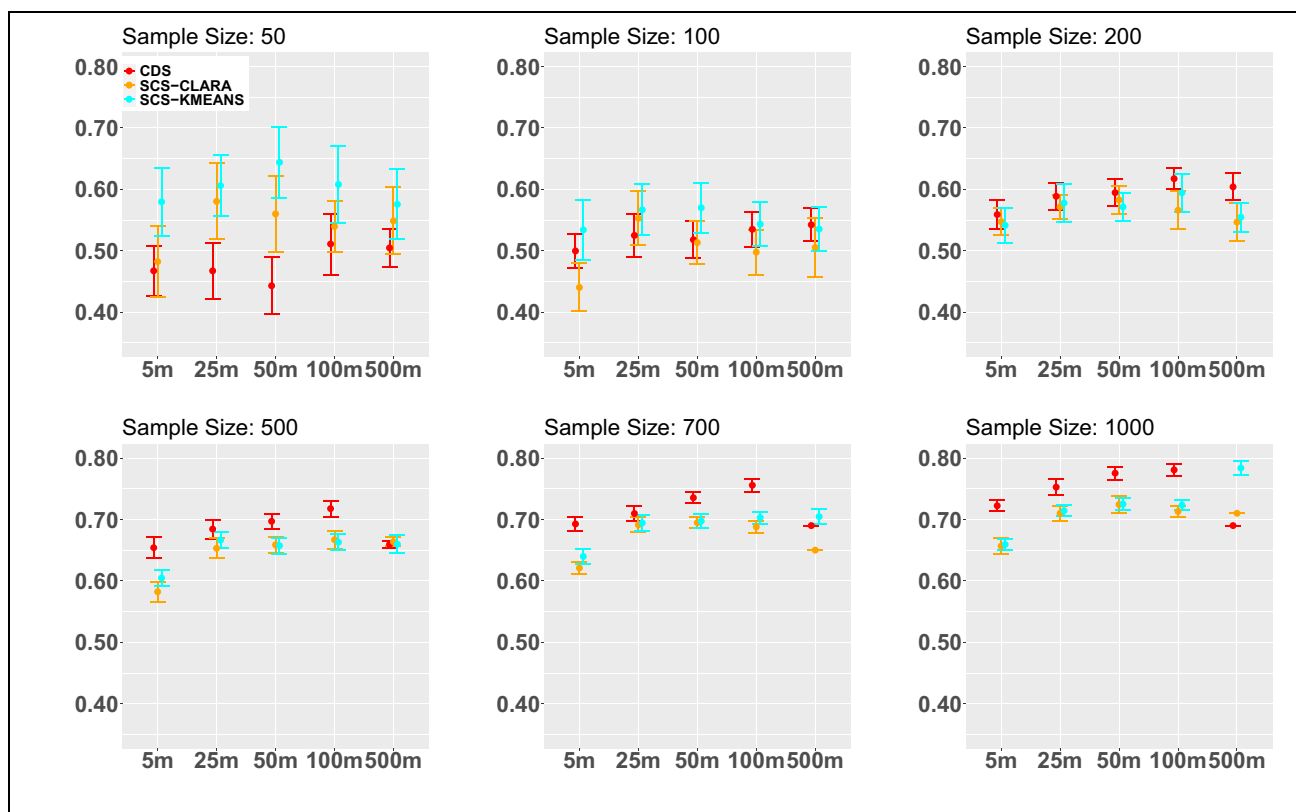 Sample Size: 50
Sample Size: 100
Sample Size: 200
0.80
0.70
0.60
0.50
0.40
CDS
SCS-CLARA
SCS-KMEANS
5m 25m 50m 100m 500m
0.80
0.70
0.60
0.50
0.40
5m 25m 50m 100m 500m
0.80
0.70
0.60
0.50
0.40
5m 25m 50m 100m 500m
Sample Size: 500
Sample Size: 700
Sample Size: 1000
0.80
0.70
0.60
0.50
0.40
5m 25m 50m 100m 500m
0.80
0.70
0.60
0.50
0.40
5m 25m 50m 100m 500m
0.80
0.70
0.60
0.50
0.40
5m 25m 50m 100m 500m